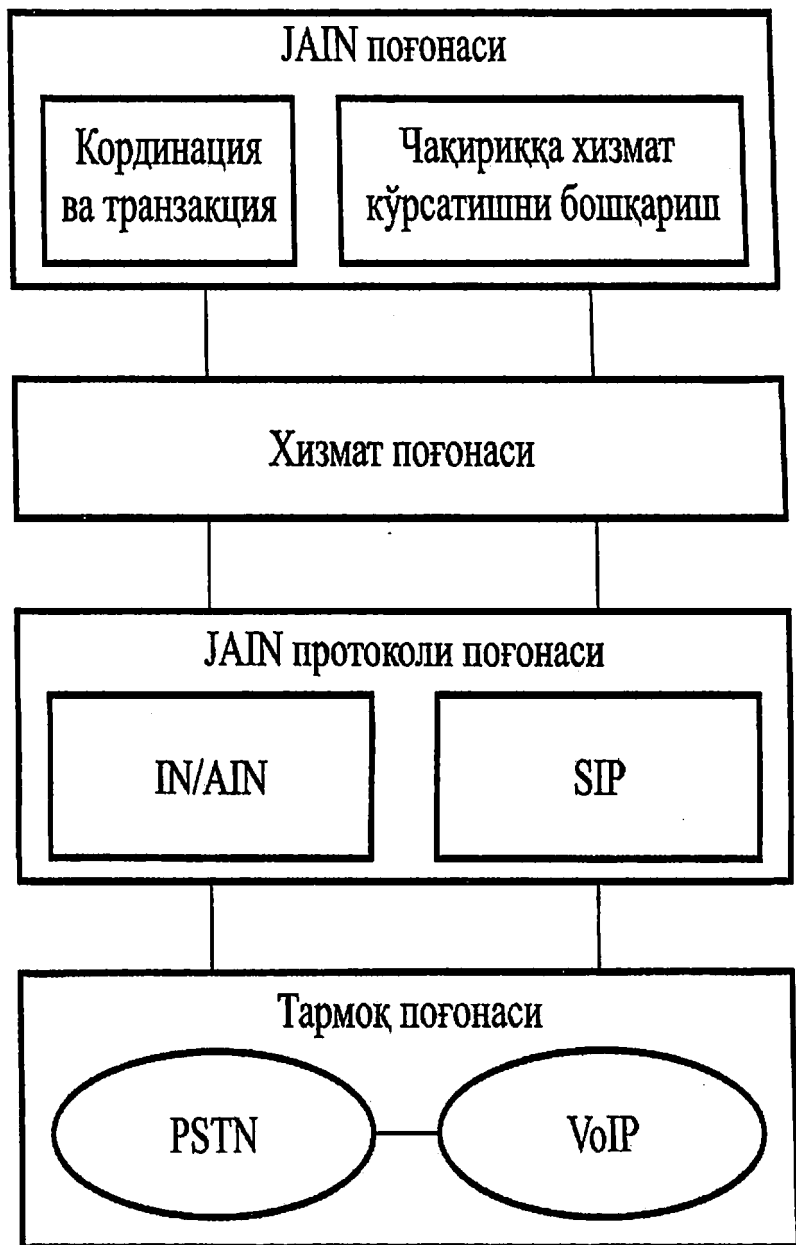 JAIN поғонаси
Кординация
ва транзакция
Чақириққа хизмат
кўрсатишни бошқариш
Хизмат поғонаси
JAIN протоколи поғонаси
IN/AIN
SIP
Тармоқ поғонаси
PSTN
VoIP